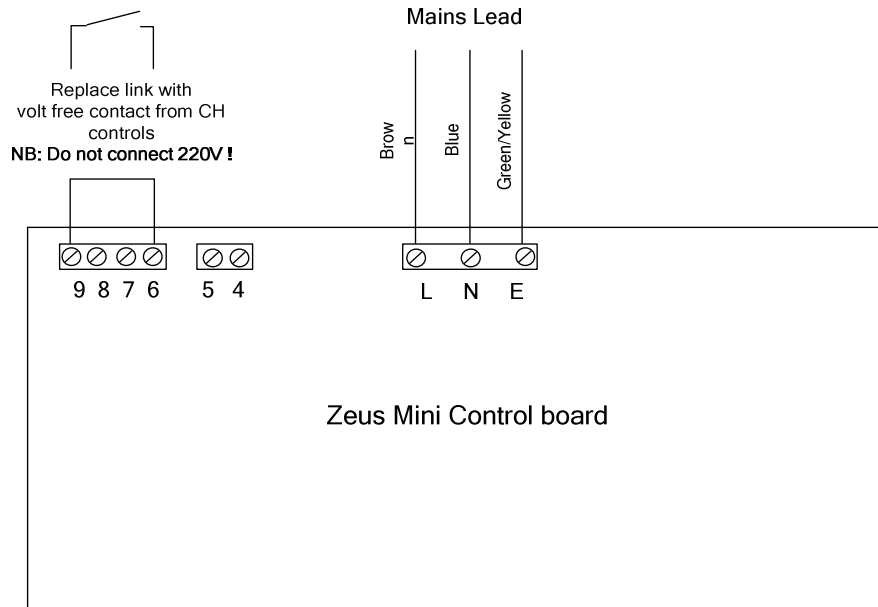 Mains Lead
Replace link with
volt free contact from CH
controls
NB: Do not connect 220V !
Brow
n
Blue
Green/Yellow
9 8 7 6 5 4 L N E
Zeus Mini Control board